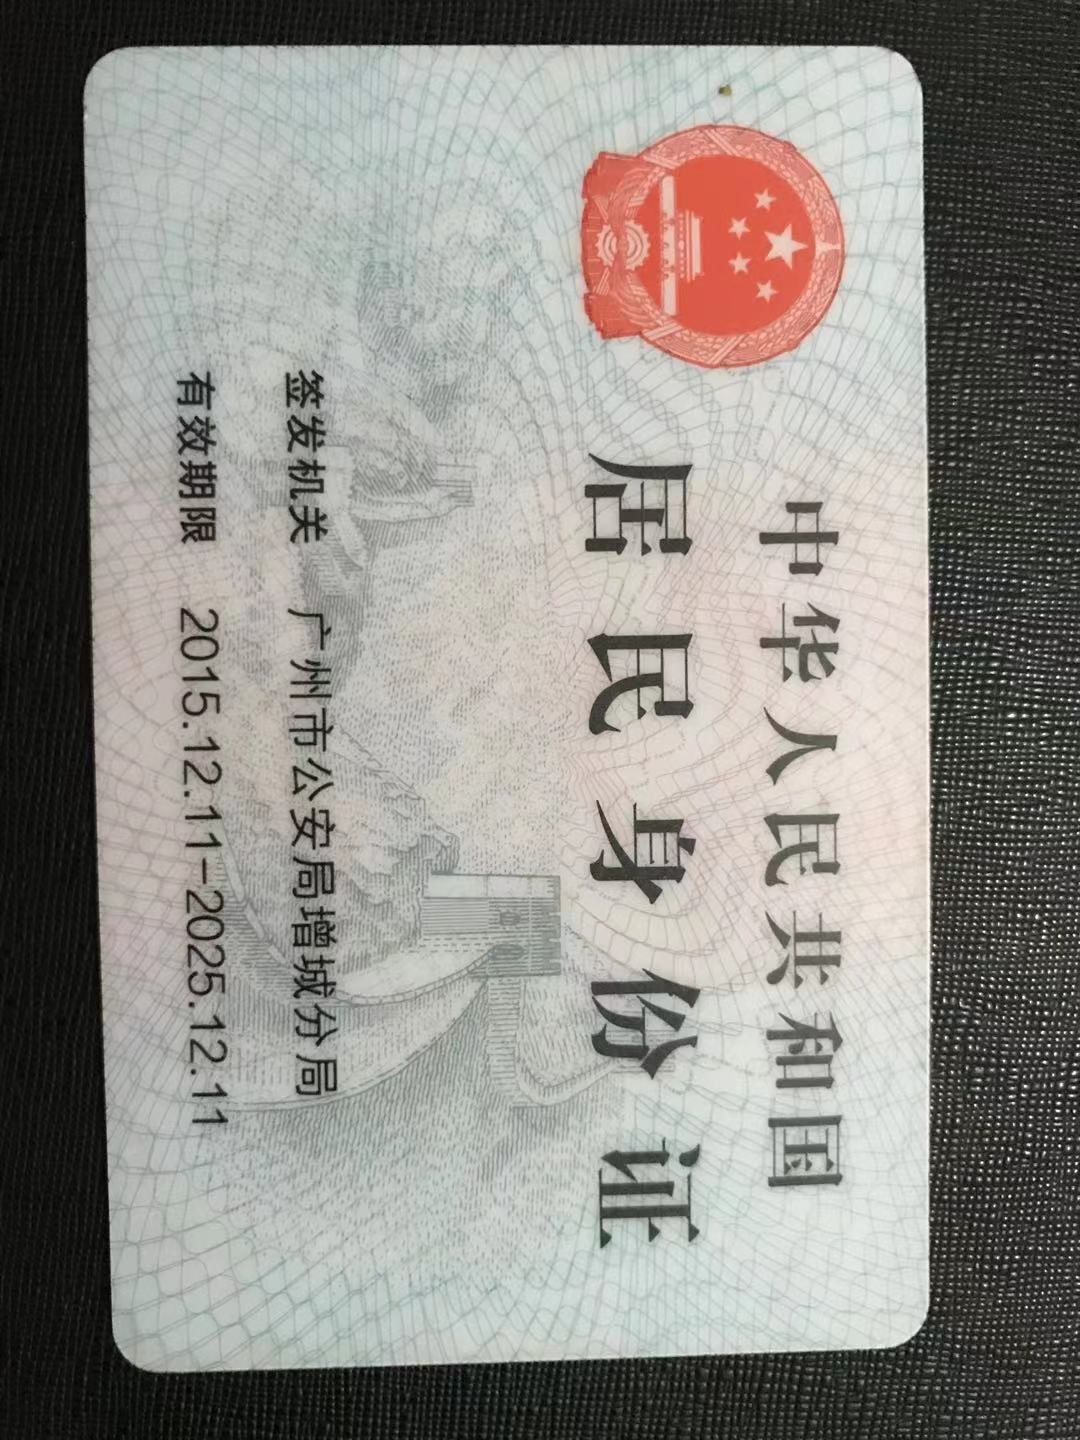 中华人民共和国
居民身份证
签发机关 广州市公安局增城分局
有效期限 2015.12.11-2025.12.11